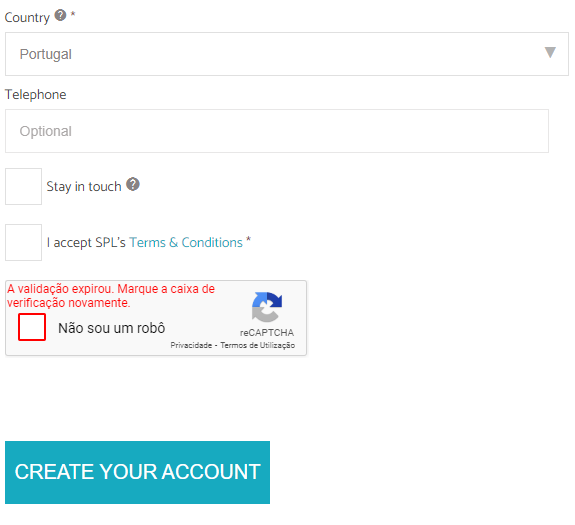 Country ? *
Portugal
Telephone
Optional
Stay in touch ?
I accept SPL's Terms & Conditions *
A validação expirou. Marque a caixa de
verificação novamente.
Não sou um robô
reCAPTCHA
Privacidade - Termos de Utilização
CREATE YOUR ACCOUNT